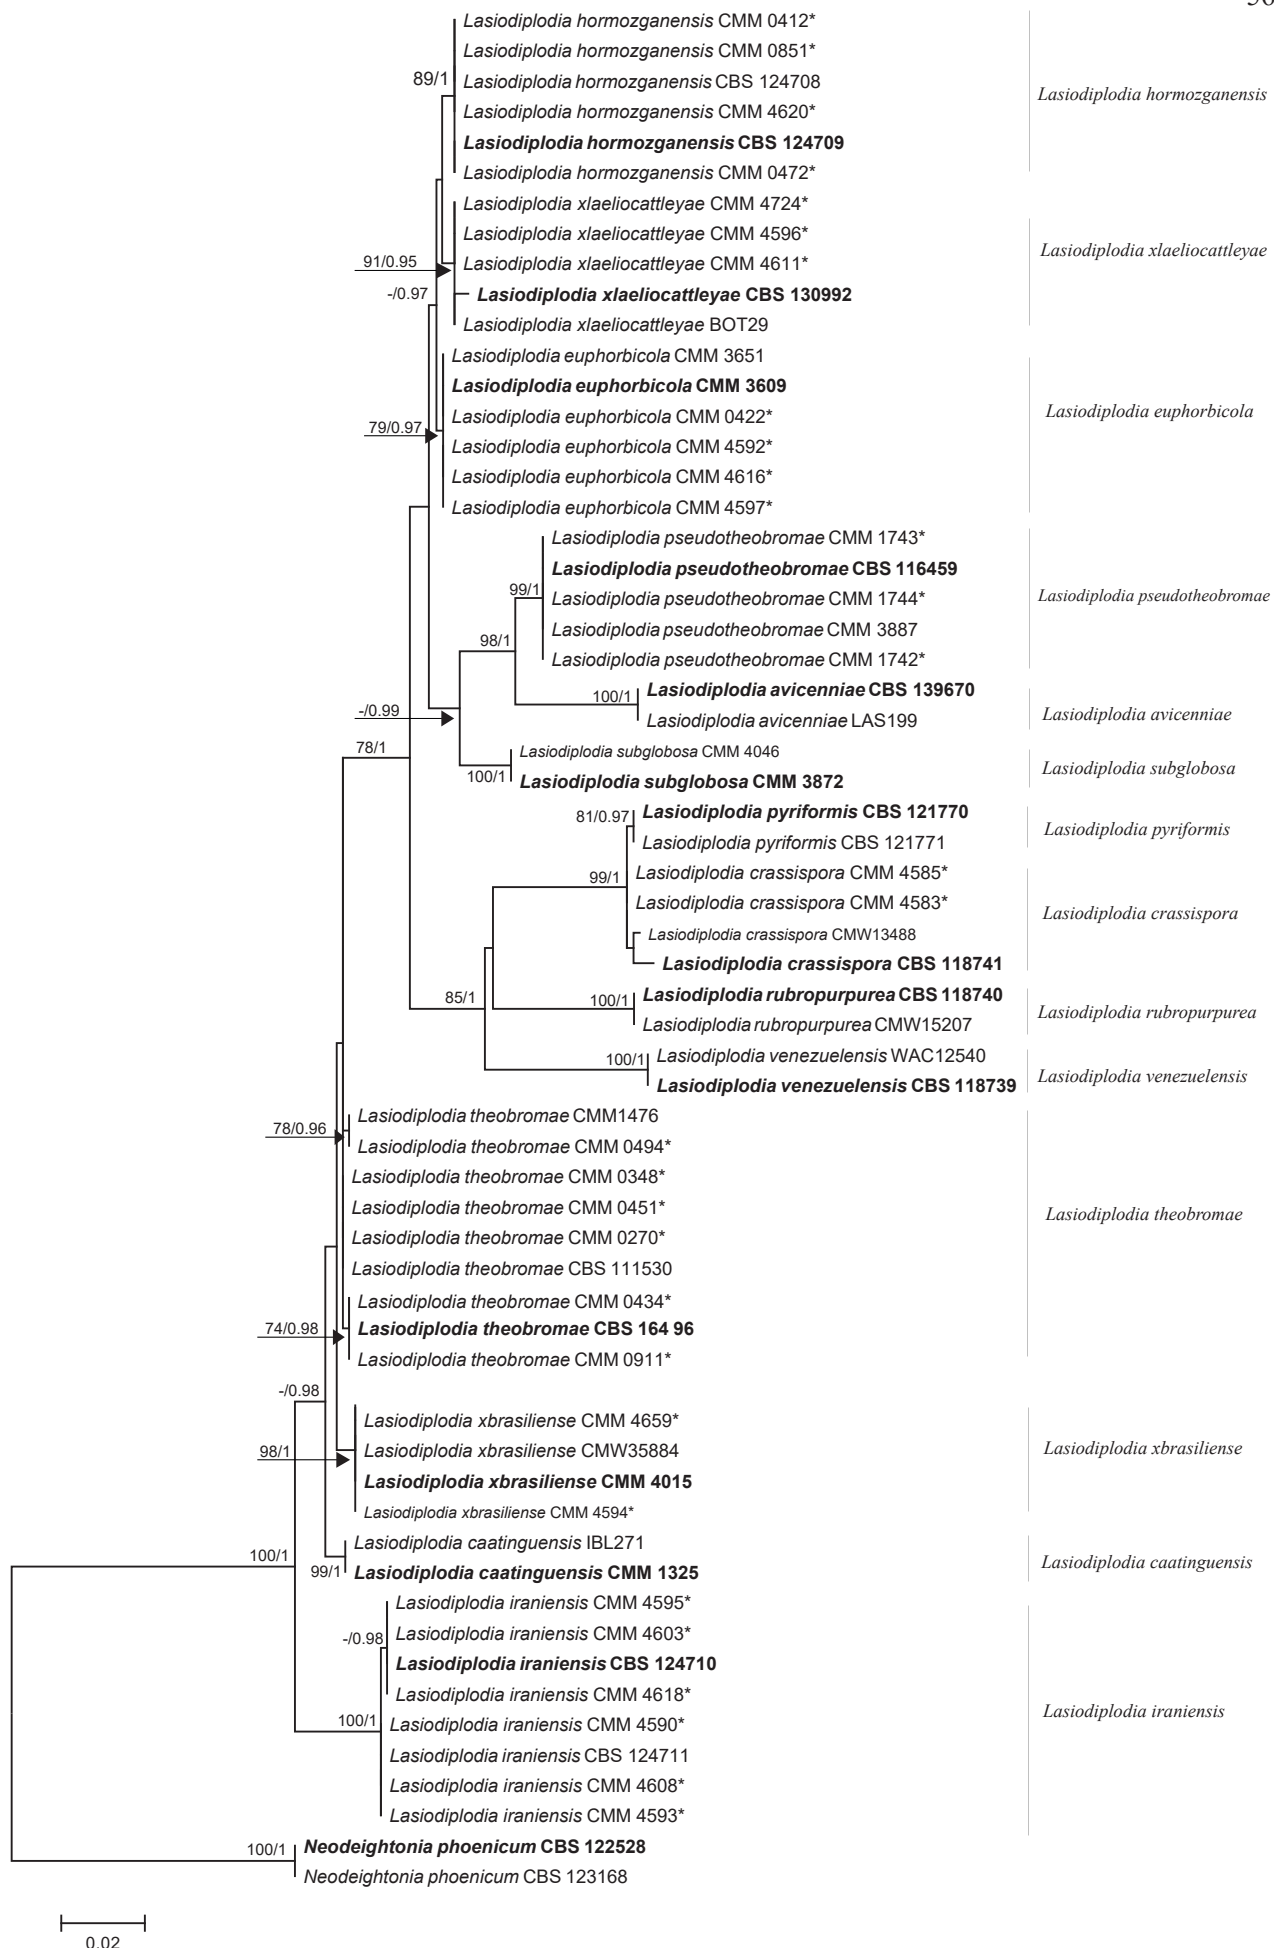 Lasiodiplodia hormozganensis CMM 0412*
Lasiodiplodia hormozganensis CMM 0851*
89/1
Lasiodiplodia hormozganensis CBS 124708
Lasiodiplodia hormozganensis
Lasiodiplodia hormozganensis CMM 4620*
Lasiodiplodia hormozganensis CBS 124709
Lasiodiplodia hormozganensis CMM 0472*
Lasiodiplodia xlaeliocattleyae CMM 4724*
Lasiodiplodia xlaeliocattleyae CMM 4596*
Lasiodiplodia xlaeliocattleyae
91/0.95
Lasiodiplodia xlaeliocattleyae CMM 4611*
-/0.97
Lasiodiplodia xlaeliocattleyae CBS 130992
Lasiodiplodia xlaeliocattleyae BOT29
Lasiodiplodia euphorbicola CMM 3651
Lasiodiplodia euphorbicola CMM 3609
Lasiodiplodia euphorbicola
Lasiodiplodia euphorbicola CMM 0422*
79/0.97
Lasiodiplodia euphorbicola CMM 4592*
Lasiodiplodia euphorbicola CMM 4616*
Lasiodiplodia euphorbicola CMM 4597*
Lasiodiplodia pseudotheobromae CMM 1743*
Lasiodiplodia pseudotheobromae CBS 116459
99/1
Lasiodiplodia pseudotheobromae CMM 1744*
Lasiodiplodia pseudotheobromae
Lasiodiplodia pseudotheobromae CMM 3887
98/1
Lasiodiplodia pseudotheobromae CMM 1742*
100/1
Lasiodiplodia avicenniae CBS 139670
-/0.99
Lasiodiplodia avicenniae LAS199
Lasiodiplodia avicenniae
78/1
Lasiodiplodia subglobosa CMM 4046
Lasiodiplodia subglobosa
100/1
Lasiodiplodia subglobosa CMM 3872
81/0.97
Lasiodiplodia pyriformis CBS 121770
Lasiodiplodia pyriformis
Lasiodiplodia pyriformis CBS 121771
99/1
Lasiodiplodia crassispora CMM 4585*
Lasiodiplodia crassispora CMM 4583*
Lasiodiplodia crassispora
Lasiodiplodia crassispora CMW13488
Lasiodiplodia crassispora CBS 118741
85/1
100/1
Lasiodiplodia rubropurpurea CBS 118740
Lasiodiplodia rubropurpurea
Lasiodiplodia rubropurpurea CMW15207
100/1
Lasiodiplodia venezuelensis WAC12540
Lasiodiplodia venezuelensis
Lasiodiplodia venezuelensis CBS 118739
Lasiodiplodia theobromae CMM1476
78/0.96
Lasiodiplodia theobromae CMM 0494*
Lasiodiplodia theobromae CMM 0348*
Lasiodiplodia theobromae CMM 0451*
Lasiodiplodia theobromae
Lasiodiplodia theobromae CMM 0270*
Lasiodiplodia theobromae CBS 111530
Lasiodiplodia theobromae CMM 0434*
74/0.98
Lasiodiplodia theobromae CBS 164 96
Lasiodiplodia theobromae CMM 0911*
-/0.98
Lasiodiplodia xbrasiliense CMM 4659*
98/1
Lasiodiplodia xbrasiliense CMW35884
Lasiodiplodia xbrasiliense
Lasiodiplodia xbrasiliense CMM 4015
Lasiodiplodia xbrasiliense CMM 4594*
100/1
Lasiodiplodia caatinguensis IBL271
Lasiodiplodia caatinguensis
99/1
Lasiodiplodia caatinguensis CMM 1325
Lasiodiplodia iraniensis CMM 4595*
-/0.98
Lasiodiplodia iraniensis CMM 4603*
Lasiodiplodia iraniensis CBS 124710
Lasiodiplodia iraniensis CMM 4618*
Lasiodiplodia iraniensis
100/1
Lasiodiplodia iraniensis CMM 4590*
Lasiodiplodia iraniensis CBS 124711
Lasiodiplodia iraniensis CMM 4608*
Lasiodiplodia iraniensis CMM 4593*
100/1
Neodeightonia phoenicum CBS 122528
Neodeightonia phoenicum CBS 123168
0.02